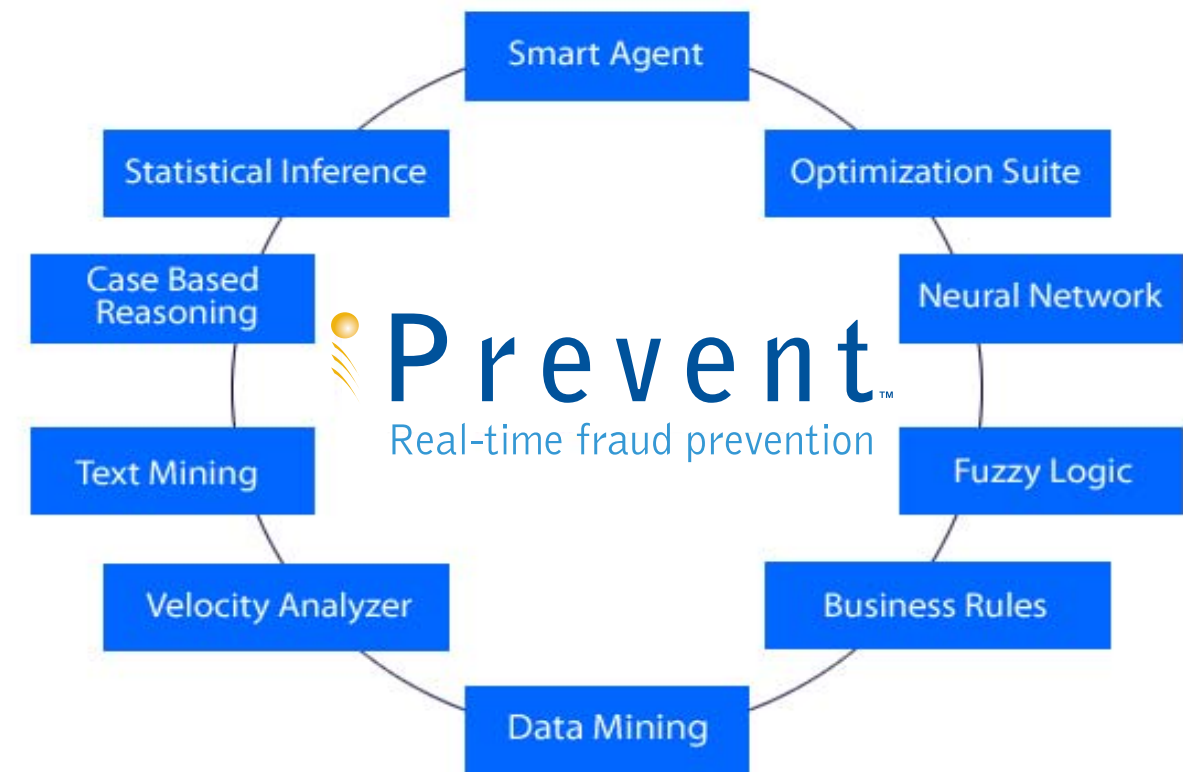 Smart Agent
Statistical Inference
Optimization Suite
Case Based
Reasoning
Neural Network
iPrevent™
Real-time fraud prevention
Text Mining
Fuzzy Logic
Velocity Analyzer
Business Rules
Data Mining